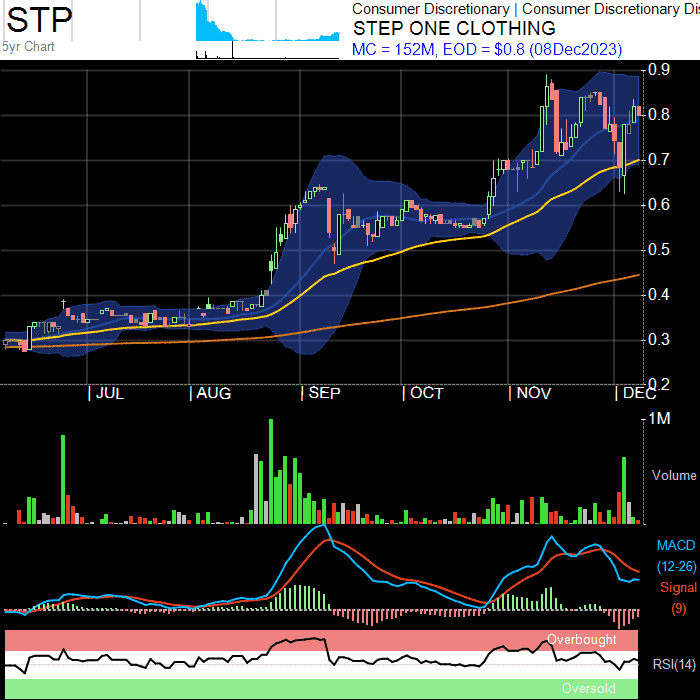 STP
5yr Chart
Consumer Discretionary | Consumer Discretionary Dis
STEP ONE CLOTHING
MC = 152M, EOD = $0.8 (08Dec2023)
0.9
0.8
0.7
0.6
0.5
0.4
0.3
0.2
| JUL | AUG | SEP | OCT | NOV | DEC
1M
Volume
MACD
(12-26)
Signal
(9)
Overbought
RSI(14)
Oversold